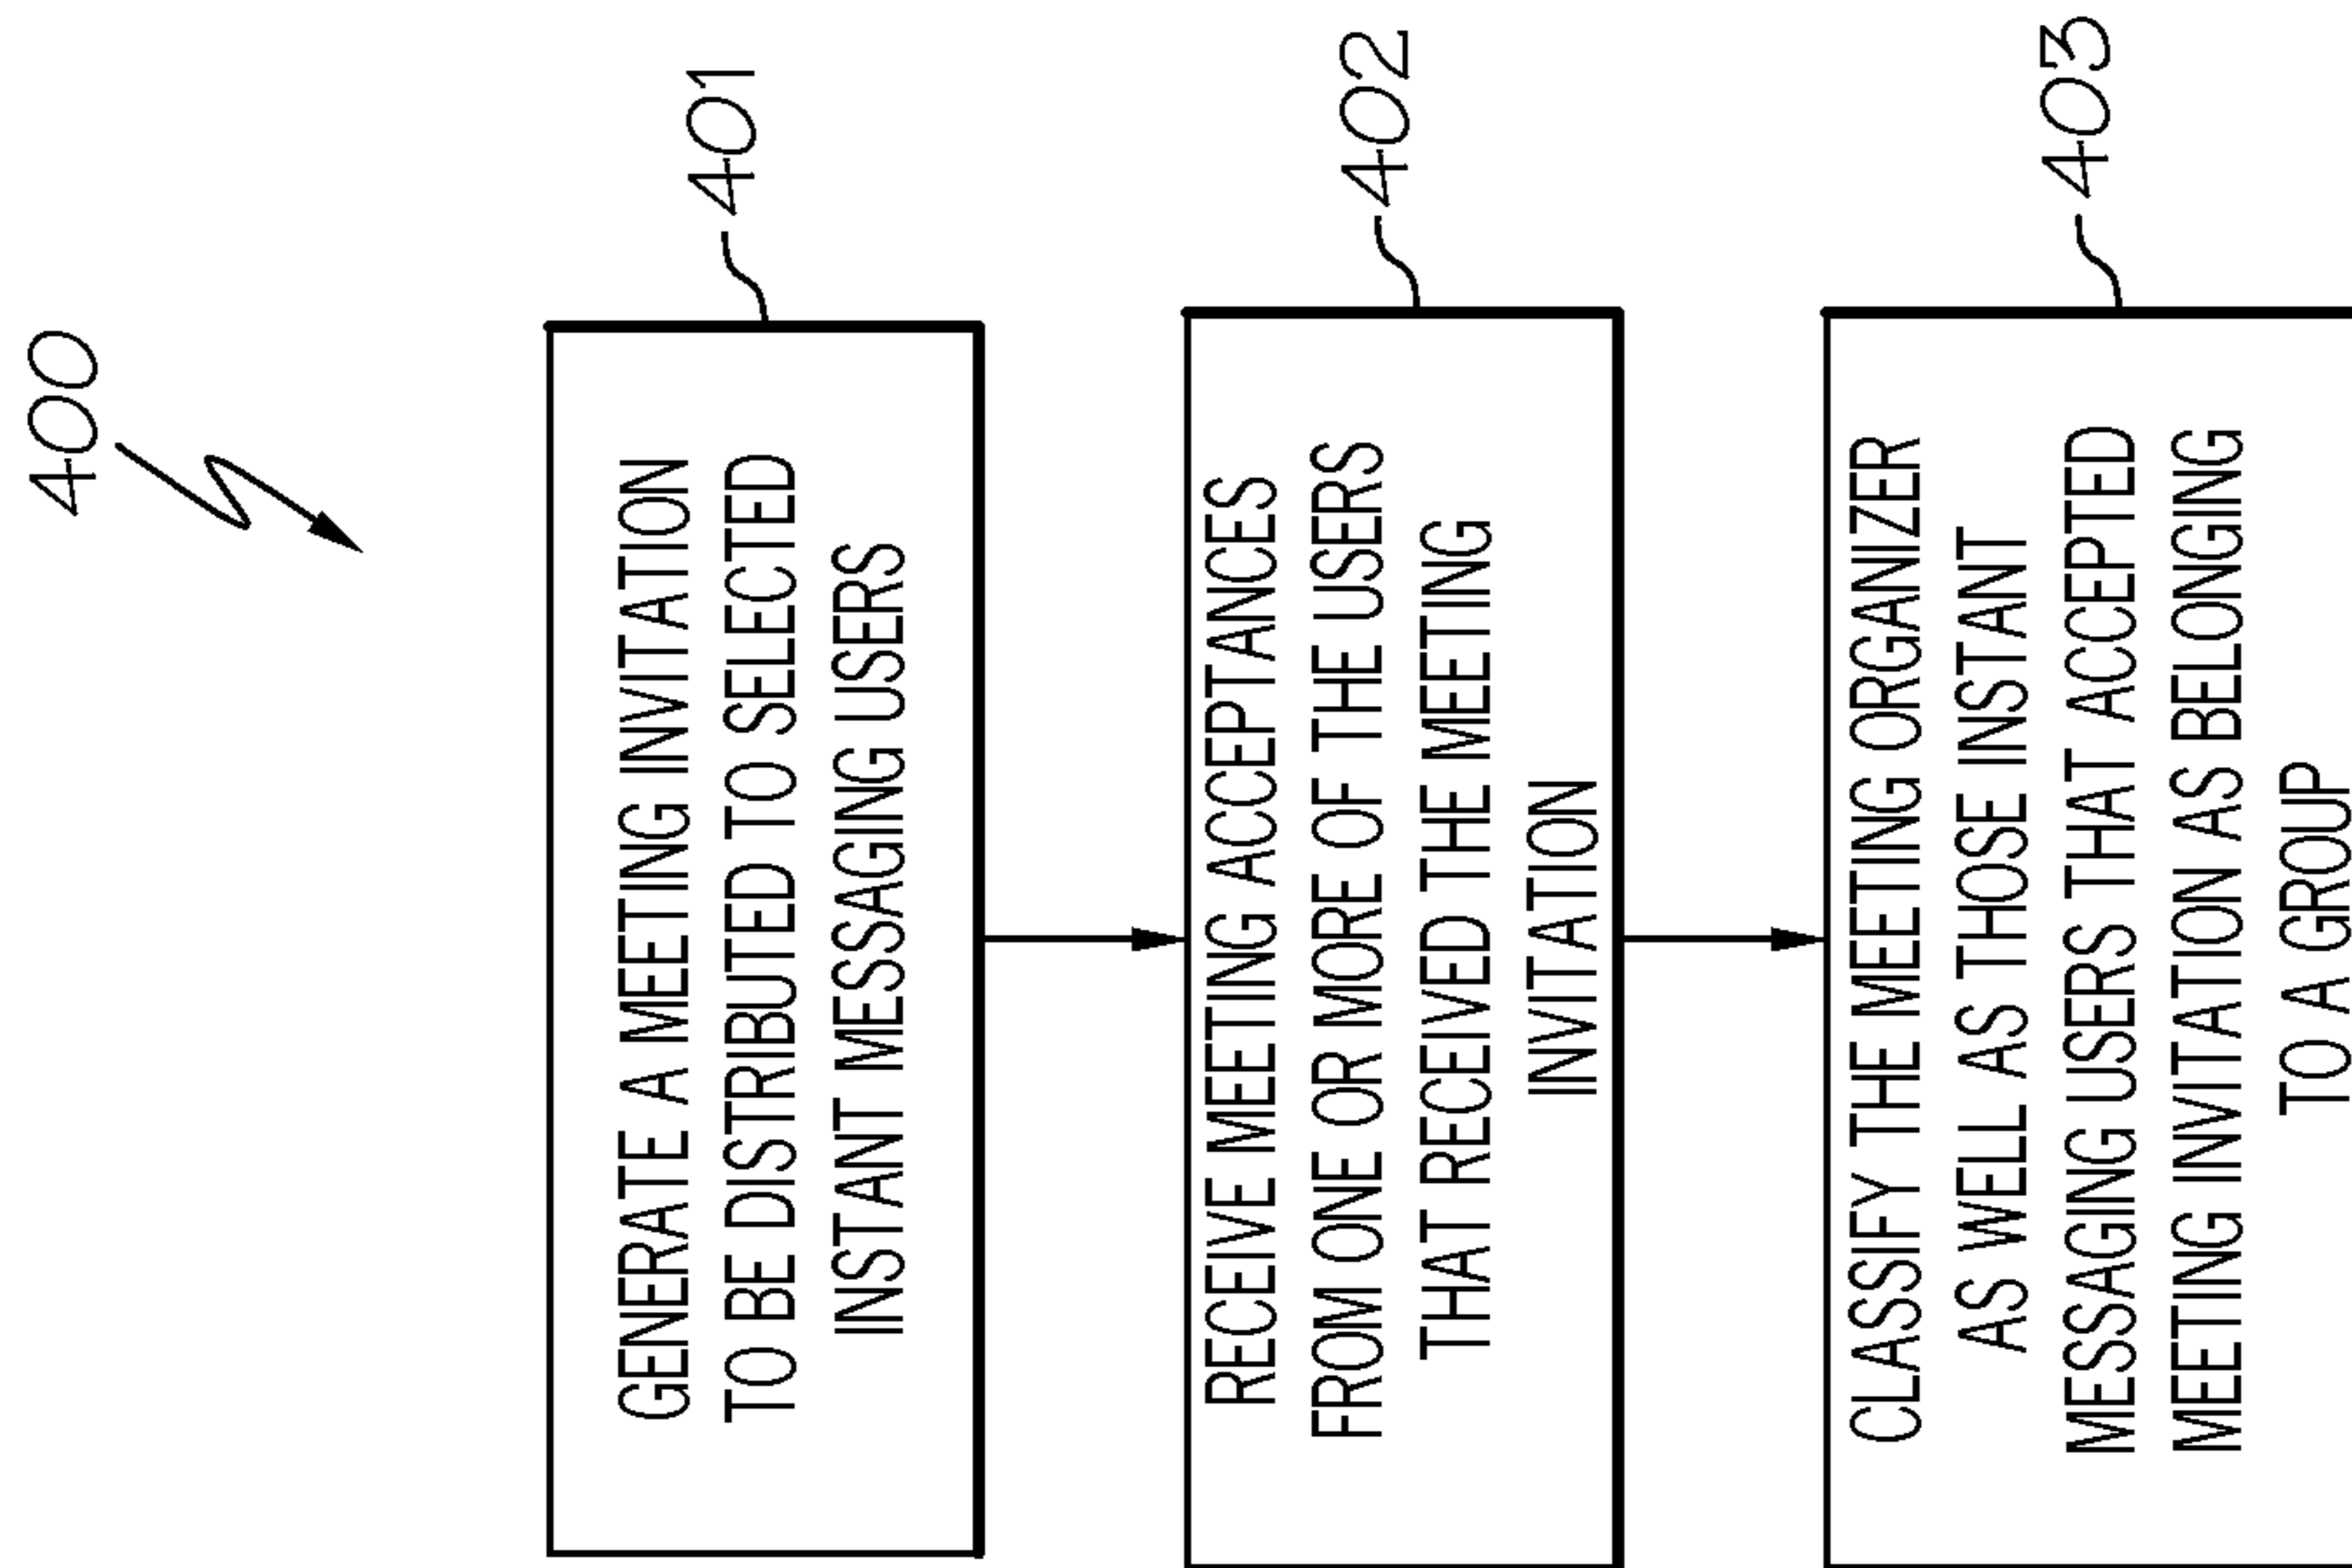 400
401
GENERATE A MEETING INVITATION
TO BE DISTRIBUTED TO SELECTED
INSTANT MESSAGING USERS
402
RECEIVE MEETING ACCEPTANCES
FROM ONE OR MORE OF THE USERS
THAT RECEIVED THE MEETING
INVITATION
403
CLASSIFY THE MEETING ORGANIZER
AS WELL AS THOSE INSTANT
MESSAGING USERS THAT ACCEPTED
MEETING INVITATION AS BELONGING
TO A GROUP